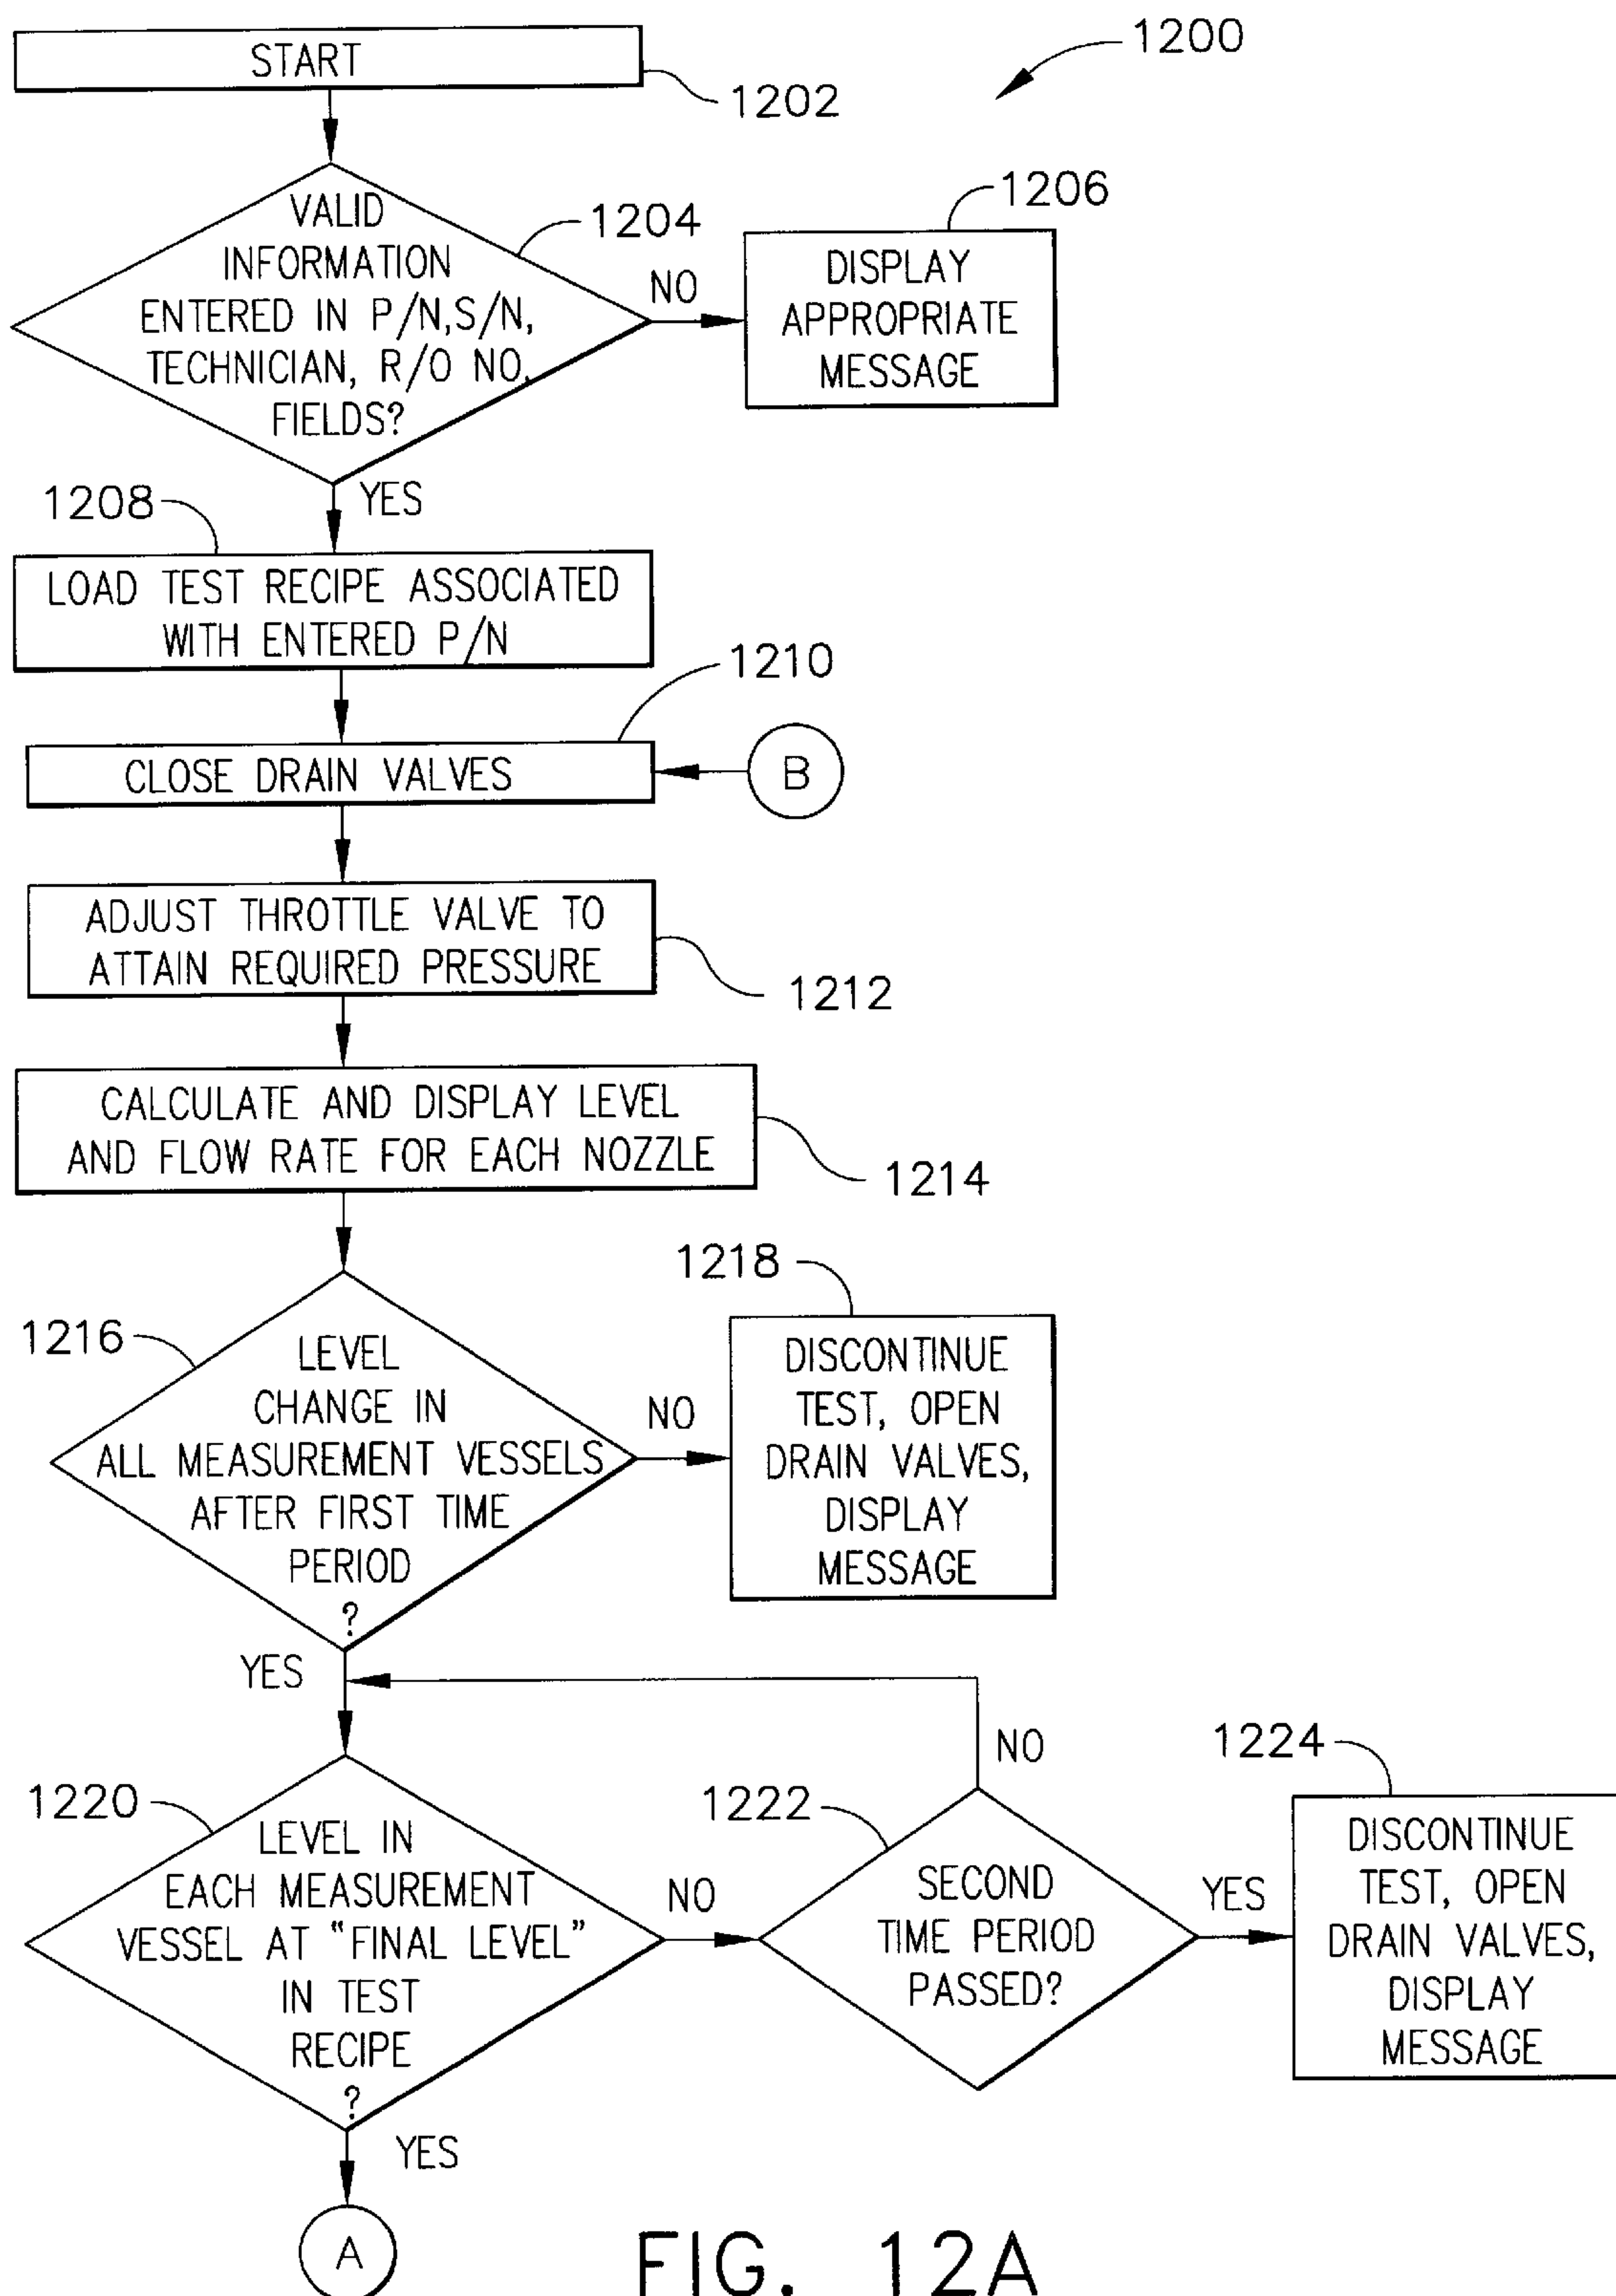 1200
START
1202
VALID
INFORMATION
ENTERED IN P/N,S/N,
TECHNICIAN, R/O NO.
FIELDS?
1204
NO
1206
DISPLAY
APPROPRIATE
MESSAGE
YES
1208
LOAD TEST RECIPE ASSOCIATED
WITH ENTERED P/N
1210
CLOSE DRAIN VALVES
B
ADJUST THROTTLE VALVE TO
ATTAIN REQUIRED PRESSURE
1212
CALCULATE AND DISPLAY LEVEL
AND FLOW RATE FOR EACH NOZZLE
1214
1216
LEVEL
CHANGE IN
ALL MEASUREMENT VESSELS
AFTER FIRST TIME
PERIOD
?
NO
1218
DISCONTINUE
TEST, OPEN
DRAIN VALVES,
DISPLAY
MESSAGE
YES
1220
LEVEL IN
EACH MEASUREMENT
VESSEL AT "FINAL LEVEL"
IN TEST
RECIPE
?
NO
1222
SECOND
TIME PERIOD
PASSED?
NO
YES
1224
DISCONTINUE
TEST, OPEN
DRAIN VALVES,
DISPLAY
MESSAGE
YES
A
FIG. 12A